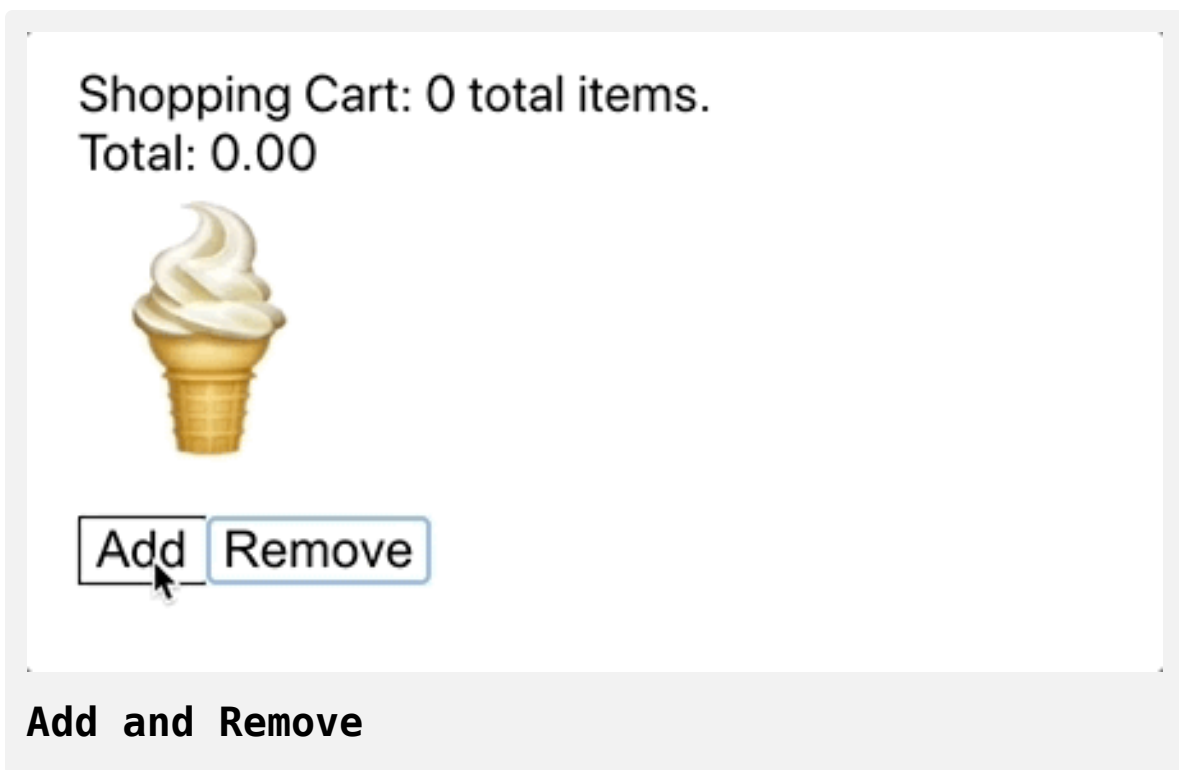 Shopping Cart: 0 total items.
Total: 0.00
Add Remove
Add and Remove